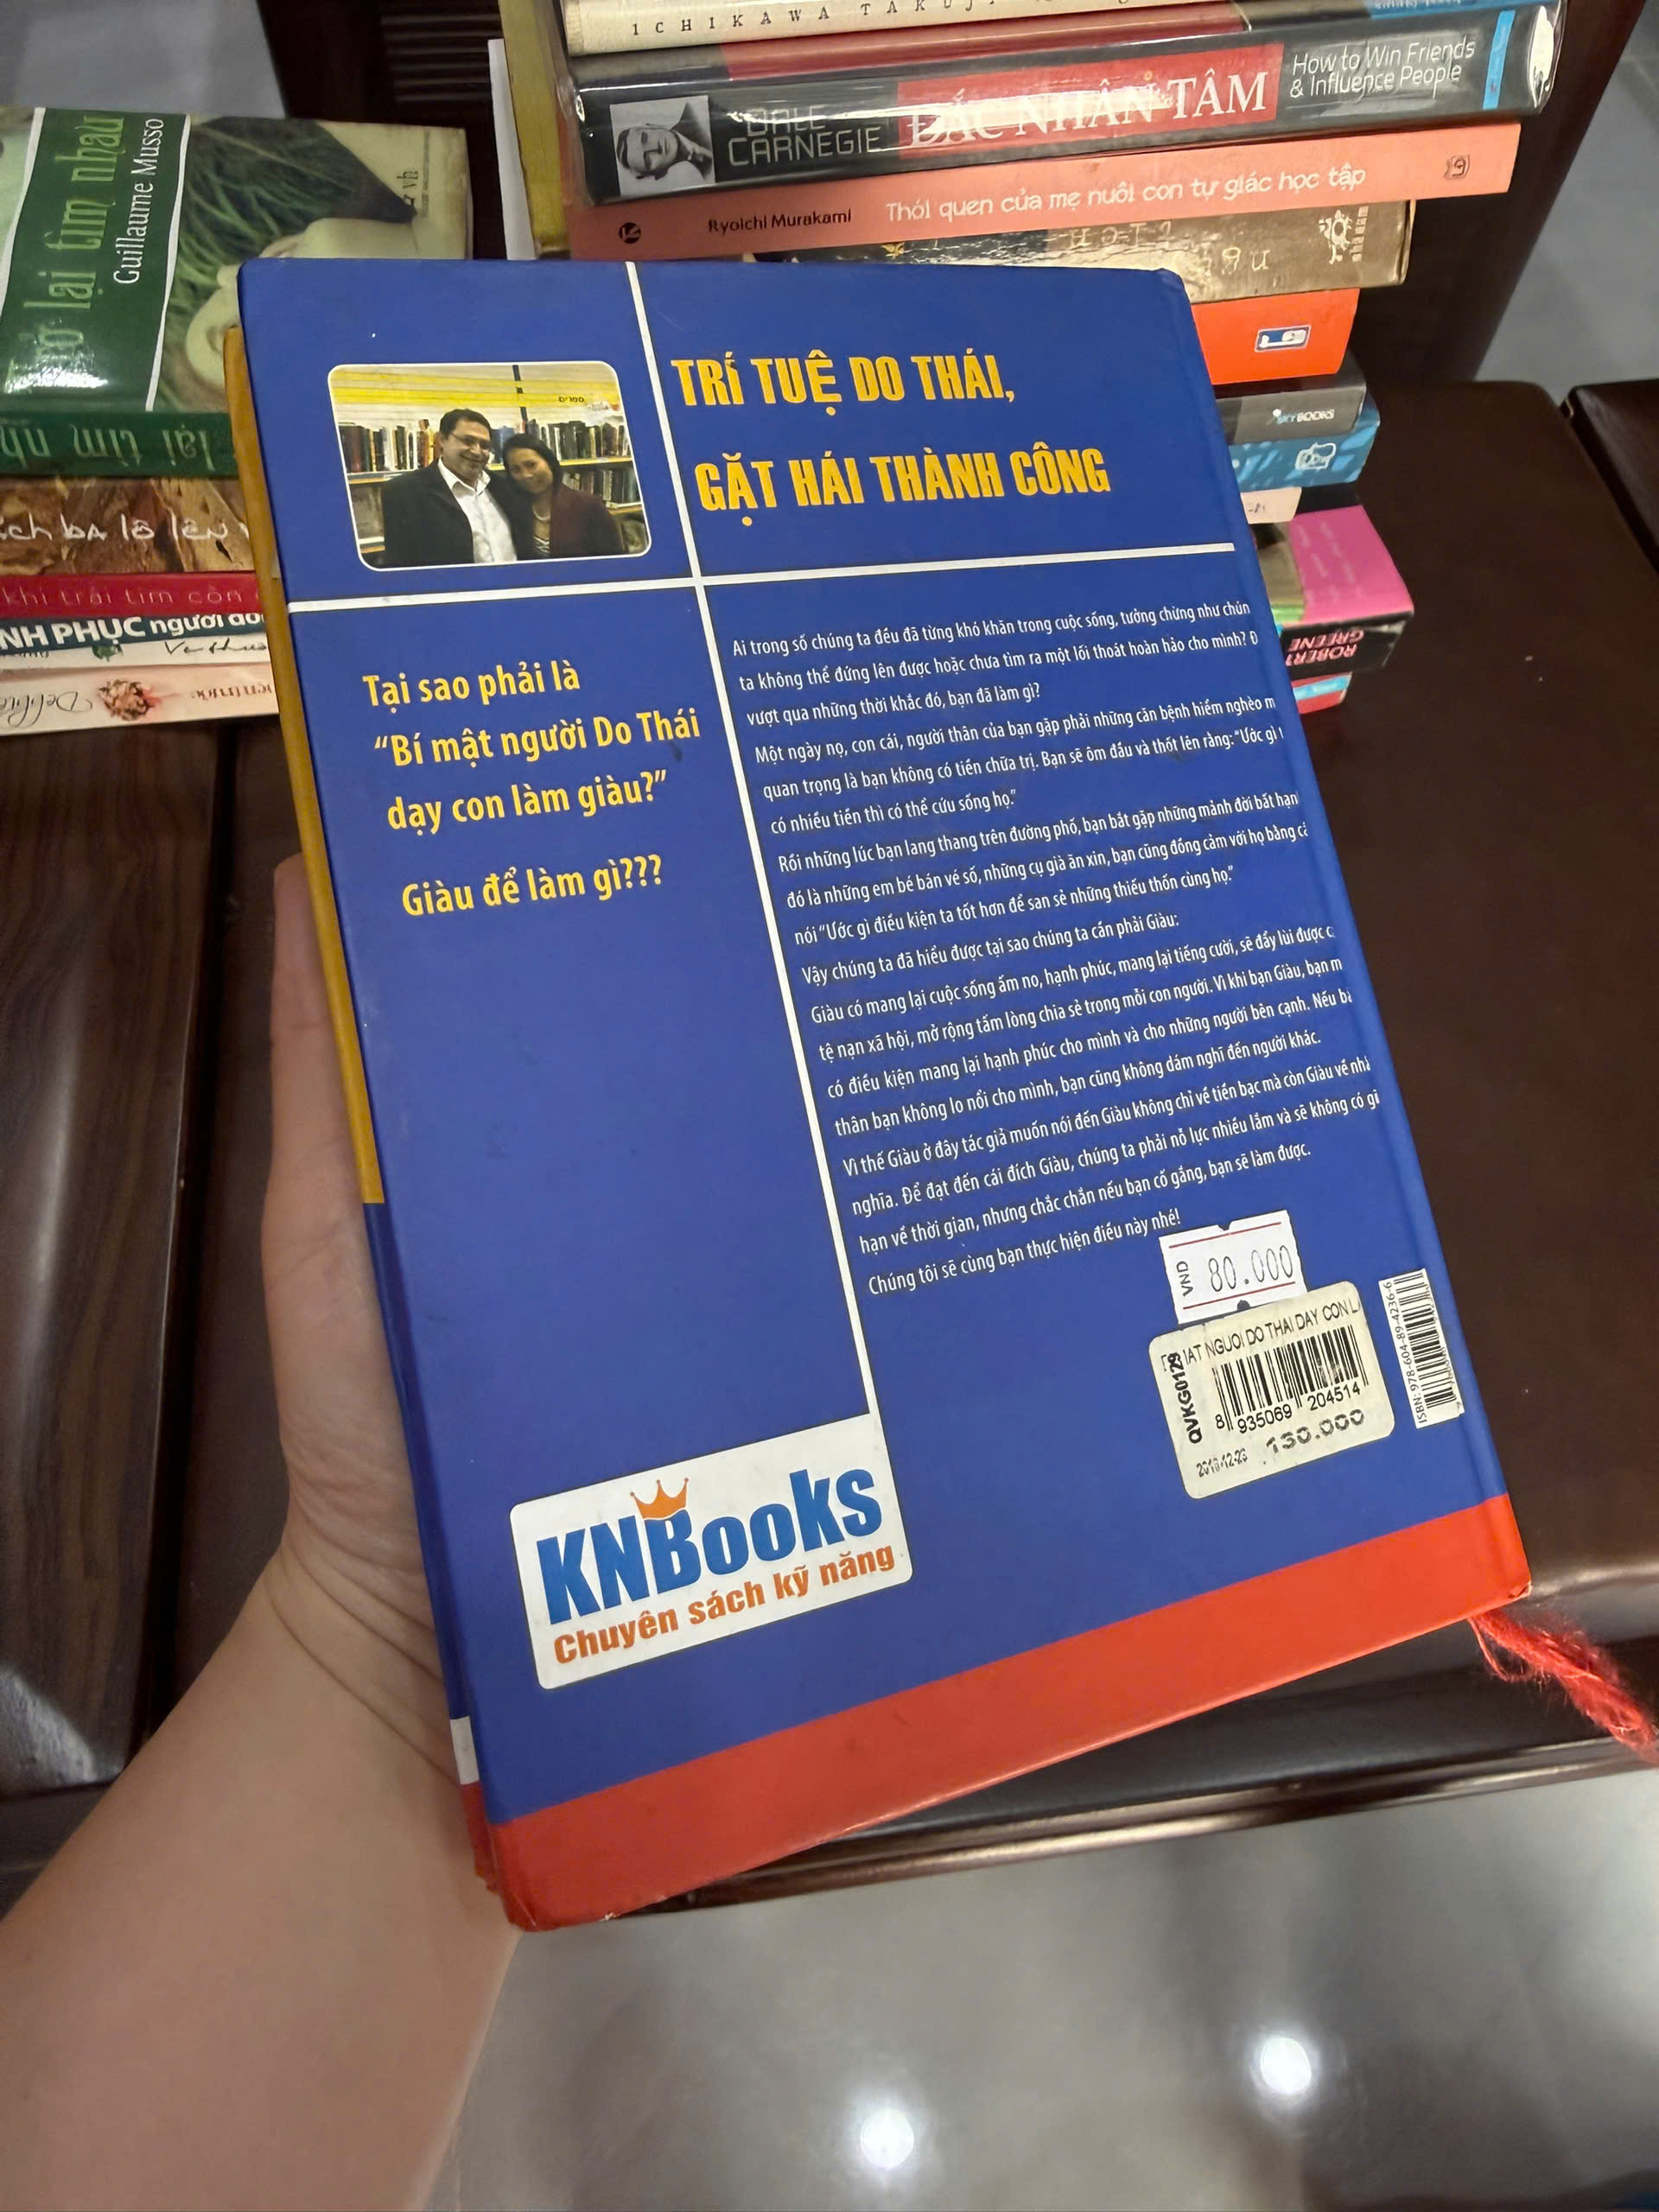 ICHIKAWA
DALE CARNEGIE
ĐẮC NHÂN TÂM
How to Win Friends
& Influence People
Ryoichi Murakami
Thói quen của mẹ nuôi con tự giác học tập
lại tìm nhau
Guillaume Musso
lại tìm
SKYBOOKS
ba lô lên
khi trái tim còn
PHỤC người
ROBERT
GREENE
TRÍ TUỆ DO THÁI,
GẶT HÁI THÀNH CÔNG
Tại sao phải là
“Bí mật người Do Thái
dạy con làm giàu?”
Giàu để làm gì???
Ai trong số chúng ta đều đã từng khó khăn trong cuộc sống, tưởng chừng như chún
ta không thể đứng lên được hoặc chưa tìm ra một lối thoát hoàn hảo cho mình? Đ
vượt qua những thời khắc đó, bạn đã làm gì?
Một ngày nọ, con cái, người thân của bạn gặp phải những căn bệnh hiểm nghèo m
quan trọng là bạn không có tiền chữa trị. Bạn sẽ ôm đầu và thốt lên rằng: “Ước gì t
có nhiều tiền thì có thể cứu sống họ.”
Rồi những lúc bạn lang thang trên đường phố, bạn bắt gặp những mảnh đời bất hạn
đó là những em bé bán vé số, những cụ già ăn xin, bạn cũng đồng cảm với họ bằng câ
nói “Ước gì điều kiện ta tốt hơn để san sẻ những thiếu thốn cùng họ.”
Vậy chúng ta đã hiểu được tại sao chúng ta cần phải Giàu:
Giàu có mang lại cuộc sống ấm no, hạnh phúc, mang lại tiếng cười, sẽ đẩy lùi được c
tệ nạn xã hội, mở rộng tấm lòng chia sẻ trong mỗi con người. Vì khi bạn Giàu, bạn m
có điều kiện mang lại hạnh phúc cho mình và cho những người bên cạnh. Nếu bả
thân bạn không lo nổi cho mình, bạn cũng không dám nghĩ đến người khác.
Vì thế Giàu ở đây tác giả muốn nói đến Giàu không chỉ về tiền bạc mà còn Giàu về nhâ
nghĩa. Để đạt đến cái đích Giàu, chúng ta phải nỗ lực nhiều lắm và sẽ không có gi
hạn về thời gian, nhưng chắc chắn nếu bạn cố gắng, bạn sẽ làm được.
Chúng tôi sẽ cùng bạn thực hiện điều này nhé!
VND 80.000
MAT NGUOI DO THAI DAY CON L
QVKG0129
8 935069 204514
130.000
ISBN: 978-604-89-4236-6
KNBooks
Chuyên sách kỹ năng